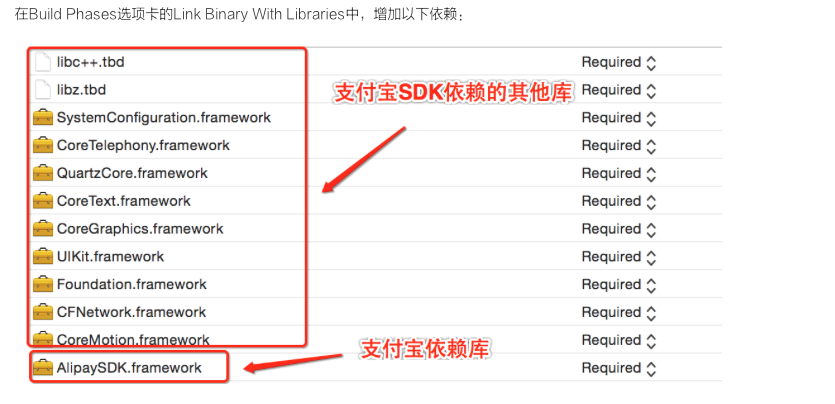 在Build Phases选项卡的Link Binary With Libraries中，增加以下依赖：
libc++.tbd Required
libz.tbd Required
支付宝SDK依赖的其他库
SystemConfiguration.framework Required
CoreTelephony.framework Required
QuartzCore.framework Required
CoreText.framework Required
CoreGraphics.framework Required
UIKit.framework Required
Foundation.framework Required
CFNetwork.framework Required
CoreMotion.framework Required
支付宝依赖库
AlipaySDK.framework Required